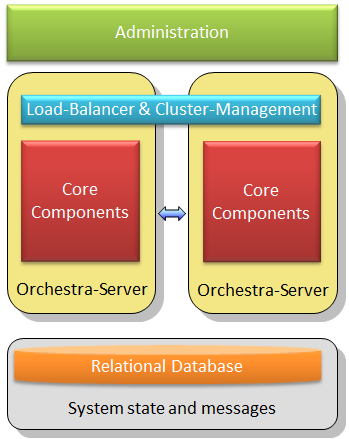 Administration
Load-Balancer & Cluster-Management
Core
Components
Core
Components
Orchestra-Server
Orchestra-Server
Relational Database
System state and messages